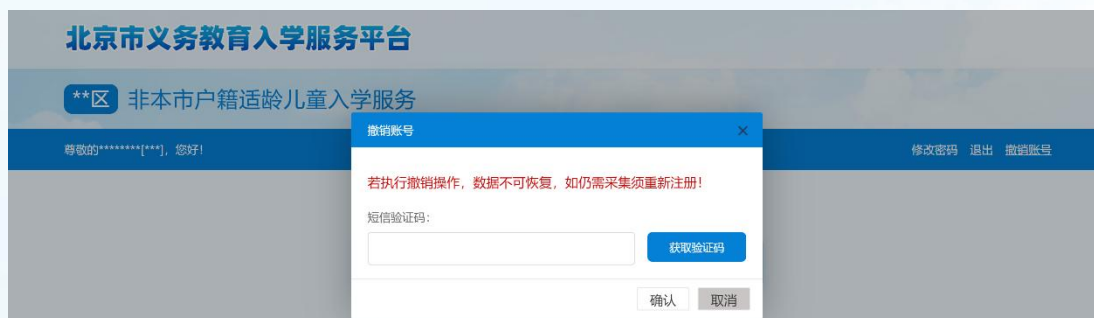 北京市义务教育入学服务平台
**区 非本市户籍适龄儿童入学服务
撤销账号 ×
尊敬的********[***]，您好！ 修改密码 退出 撤销账号
若执行撤销操作，数据不可恢复，如仍需采集须重新注册！
短信验证码：
获取验证码
确认 取消